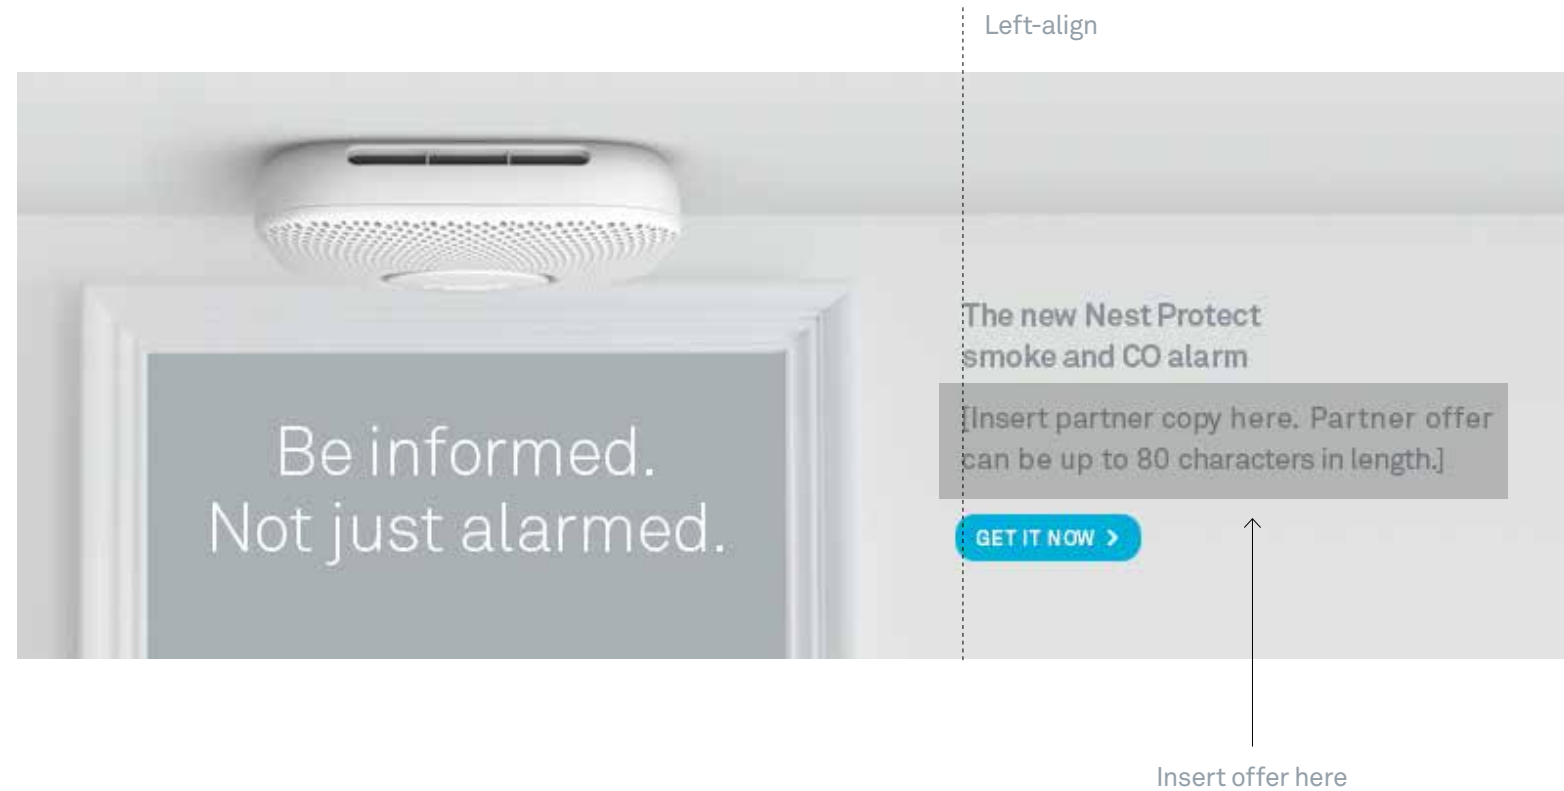 Left-align
Be informed.
Not just alarmed.
The new Nest Protect
smoke and CO alarm
[Insert partner copy here. Partner offer
can be up to 80 characters in length.]
GET IT NOW >
Insert offer here